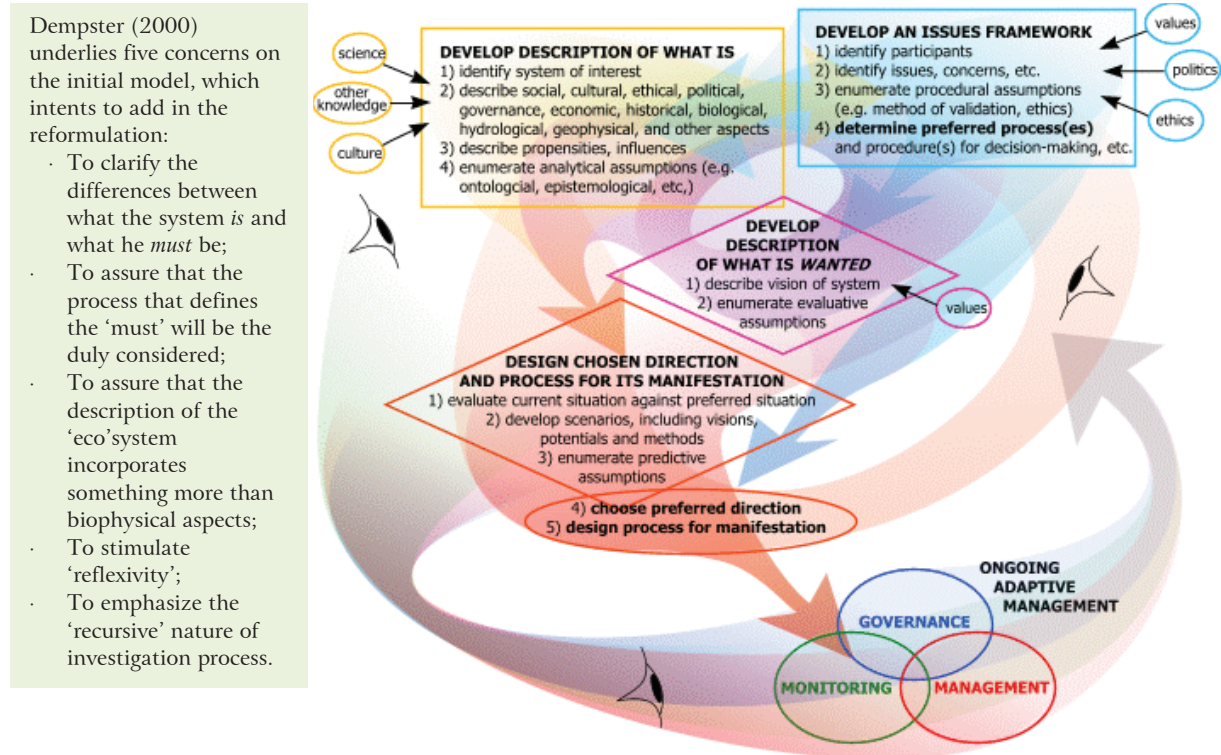 Dempster (2000)
underlies five concerns on
the initial model, which
intents to add in the
reformulation:
· To clarify the
differences between
what the system is and
what he must be;
· To assure that the
process that defines
the ‘must’ will be the
duly considered;
· To assure that the
description of the
‘eco’system
incorporates
something more than
biophysical aspects;
· To stimulate
‘reflexivity’;
· To emphasize the
‘recursive’ nature of
investigation process.
science
other
knowledge
culture
DEVELOP DESCRIPTION OF WHAT IS
1) identify system of interest
2) describe social, cultural, ethical, political,
governance, economic, historical, biological,
hydrological, geophysical, and other aspects
3) describe propensities, influences
4) enumerate analytical assumptions (e.g.
ontologcial, epistemological, etc,)
DEVELOP AN ISSUES FRAMEWORK
1) identify participants
2) identify issues, concerns, etc.
3) enumerate procedural assumptions
(e.g. method of validation, ethics)
4) determine preferred process(es)
and procedure(s) for decision-making, etc.
values
politics
ethics
DEVELOP
DESCRIPTION
OF WHAT IS WANTED
1) describe vision of system
2) enumerate evaluative
assumptions
values
DESIGN CHOSEN DIRECTION
AND PROCESS FOR ITS MANIFESTATION
1) evaluate current situation against preferred situation
2) develop scenarios, including visions,
potentials and methods
3) enumerate predictive
assumptions
4) choose preferred direction
5) design process for manifestation
ONGOING
ADAPTIVE
MANAGEMENT
GOVERNANCE
MONITORING
MANAGEMENT